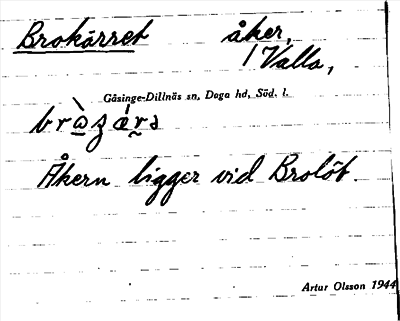 Brokärret åker,
/Valla,
Gåsinge-Dillnäs sn, Daga hd, Söd. l.
Åkern ligger vid Brolöt.
Artur Olsson 1944